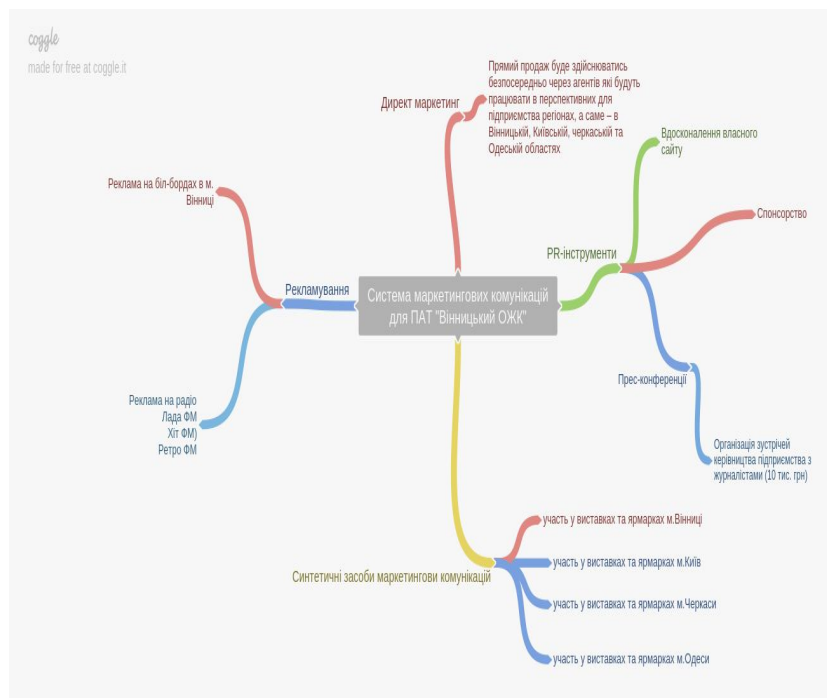 coggle
made for free at coggle.it
Прямий продаж буде здійснюватись
безпосередньо через агентів які будуть
працювати в перспективних для
підприємства регіонах, а саме – в
Вінницькій, Київській, черкаській та
Одеській областях
Директ маркетинг
Вдосконалення власного
сайту
Реклама на біл-бордах в м.
Вінниці
Спонсорство
PR-інструменти
Рекламування
Система маркетингових комунікацій
для ПАТ "Вінницький ОЖК"
Прес-конференції
Реклама на радіо
Лада ФМ
Хіт ФМ)
Ретро ФМ
Організація зустрічей
керівництва підприємства з
журналістами (10 тис. грн)
участь у виставках та ярмарках м.Вінниці
участь у виставках та ярмарках м.Київ
Синтетичні засоби маркетингови комунікацій
участь у виставках та ярмарках м.Черкаси
участь у виставках та ярмарках м.Одеси